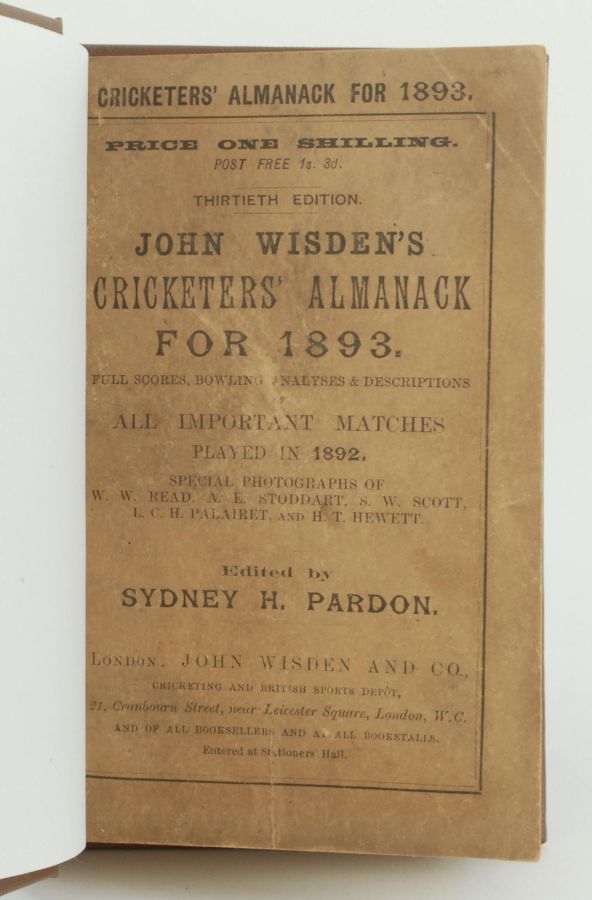 CRICKETERS' ALMANACK FOR 1893.
PRICE ONE SHILLING.
POST FREE 1s. 3d.
THIRTIETH EDITION.
JOHN WISDEN'S
CRICKETERS' ALMANACK
FOR 1893.
FULL SCORES, BOWLING ANALYSES & DESCRIPTIONS
OF
ALL IMPORTANT MATCHES
PLAYED IN 1892.
SPECIAL PHOTOGRAPHS OF
W. W. READ, A. E. STODDART, S. W. SCOTT,
L. C. H. PALAIRET, AND H. T. HEWETT.
Edited by
SYDNEY H. PARDON.
LONDON: JOHN WISDEN AND CO.,
CRICKETING AND BRITISH SPORTS DEPÔT,
21, Cranbourn Street, near Leicester Square, London, W.C.
AND OF ALL BOOKSELLERS AND AT ALL BOOKSTALLS.
Entered at Stationers' Hall.